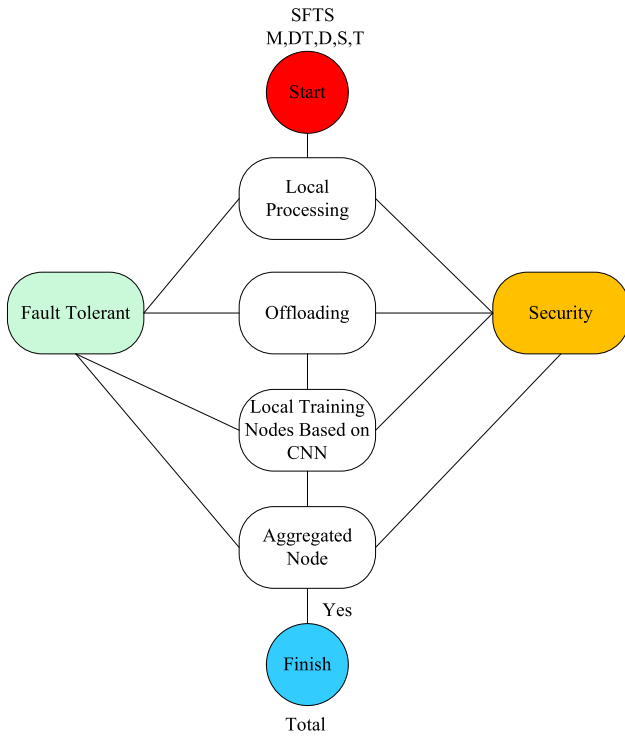 SFTS
M,DT,D,S,T
Start
Local
Processing
Fault Tolerant
Offloading
Security
Local Training
Nodes Based on
CNN
Aggregated
Node
Yes
Finish
Total